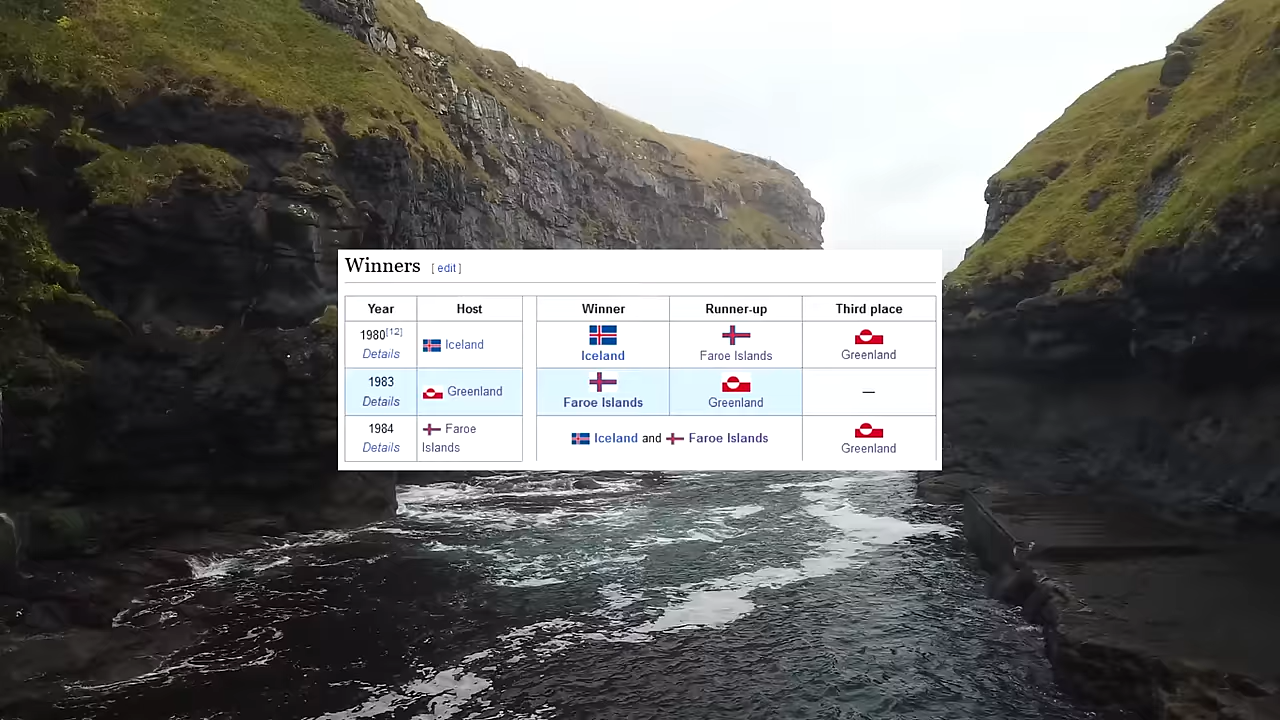 Winners [ edit ]
Year Host Winner Runner-up Third place
1980[12] Details Iceland Iceland Faroe Islands Greenland
1983 Details Greenland Faroe Islands Greenland —
1984 Details Faroe Islands Iceland and Faroe Islands Greenland